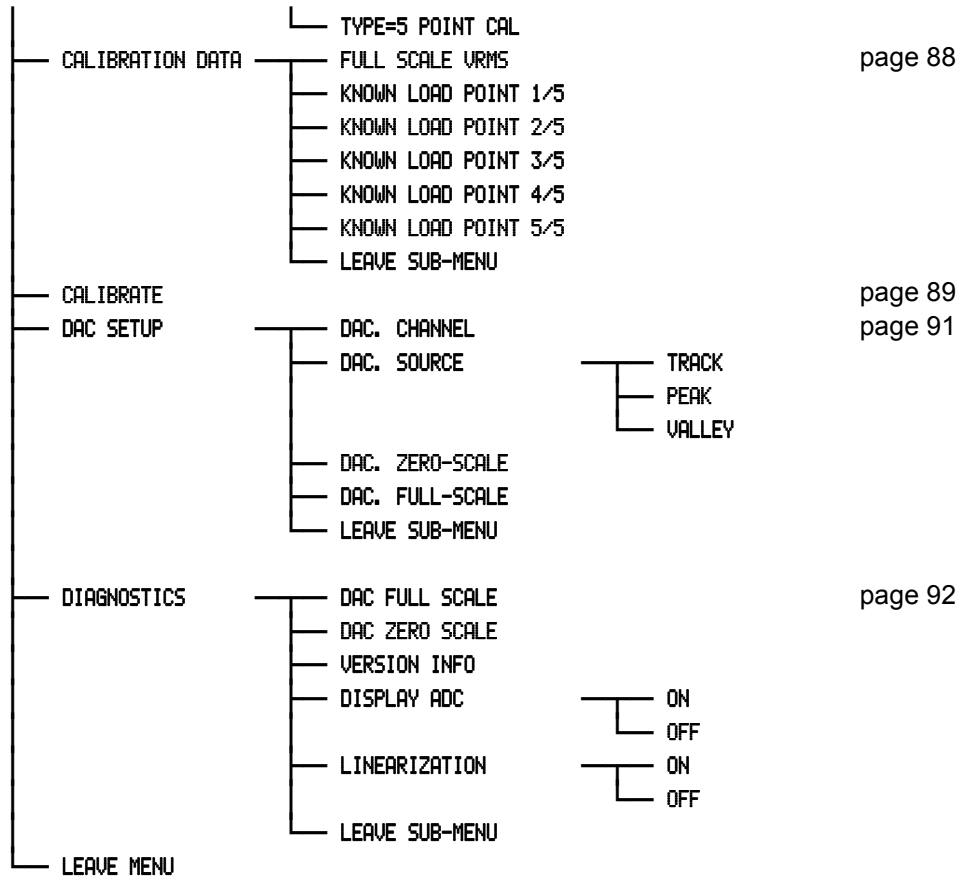 TYPE=5 POINT CAL
CALIBRATION DATA FULL SCALE VRMS page 88
KNOWN LOAD POINT 1/5
KNOWN LOAD POINT 2/5
KNOWN LOAD POINT 3/5
KNOWN LOAD POINT 4/5
KNOWN LOAD POINT 5/5
LEAVE SUB-MENU
CALIBRATE page 89
DAC SETUP DAC. CHANNEL page 91
DAC. SOURCE TRACK
PEAK
VALLEY
DAC. ZERO-SCALE
DAC. FULL-SCALE
LEAVE SUB-MENU
DIAGNOSTICS DAC FULL SCALE page 92
DAC ZERO SCALE
VERSION INFO
DISPLAY ADC ON
OFF
LINEARIZATION ON
OFF
LEAVE SUB-MENU
LEAVE MENU